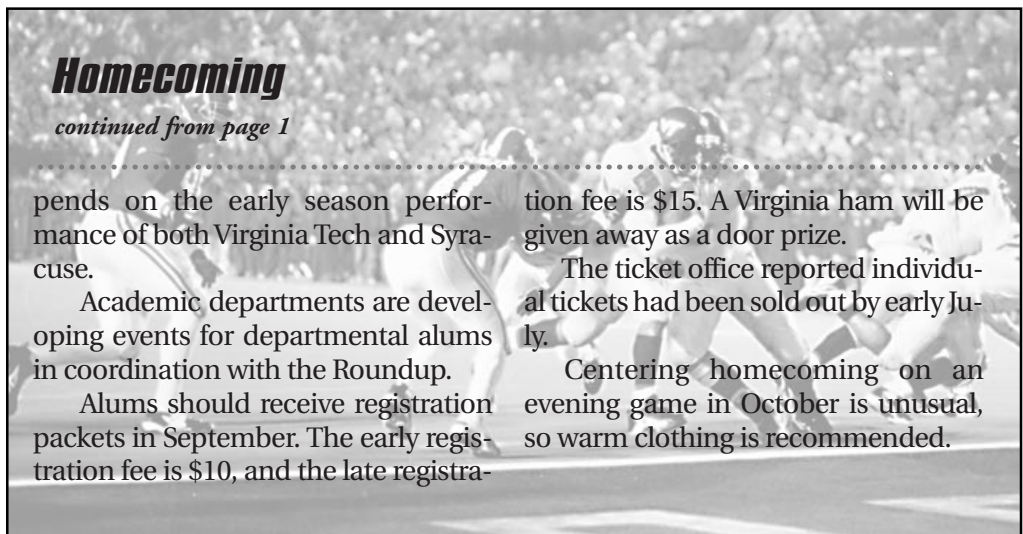 Homecoming
continued from page 1
pends on the early season perfor-
mance of both Virginia Tech and Syra-
cuse.
Academic departments are devel-
oping events for departmental alums
in coordination with the Roundup.
Alums should receive registration
packets in September. The early regis-
tration fee is $10, and the late registra-
tion fee is $15. A Virginia ham will be
given away as a door prize.
The ticket office reported individu-
al tickets had been sold out by early Ju-
ly.
Centering homecoming on an
evening game in October is unusual,
so warm clothing is recommended.